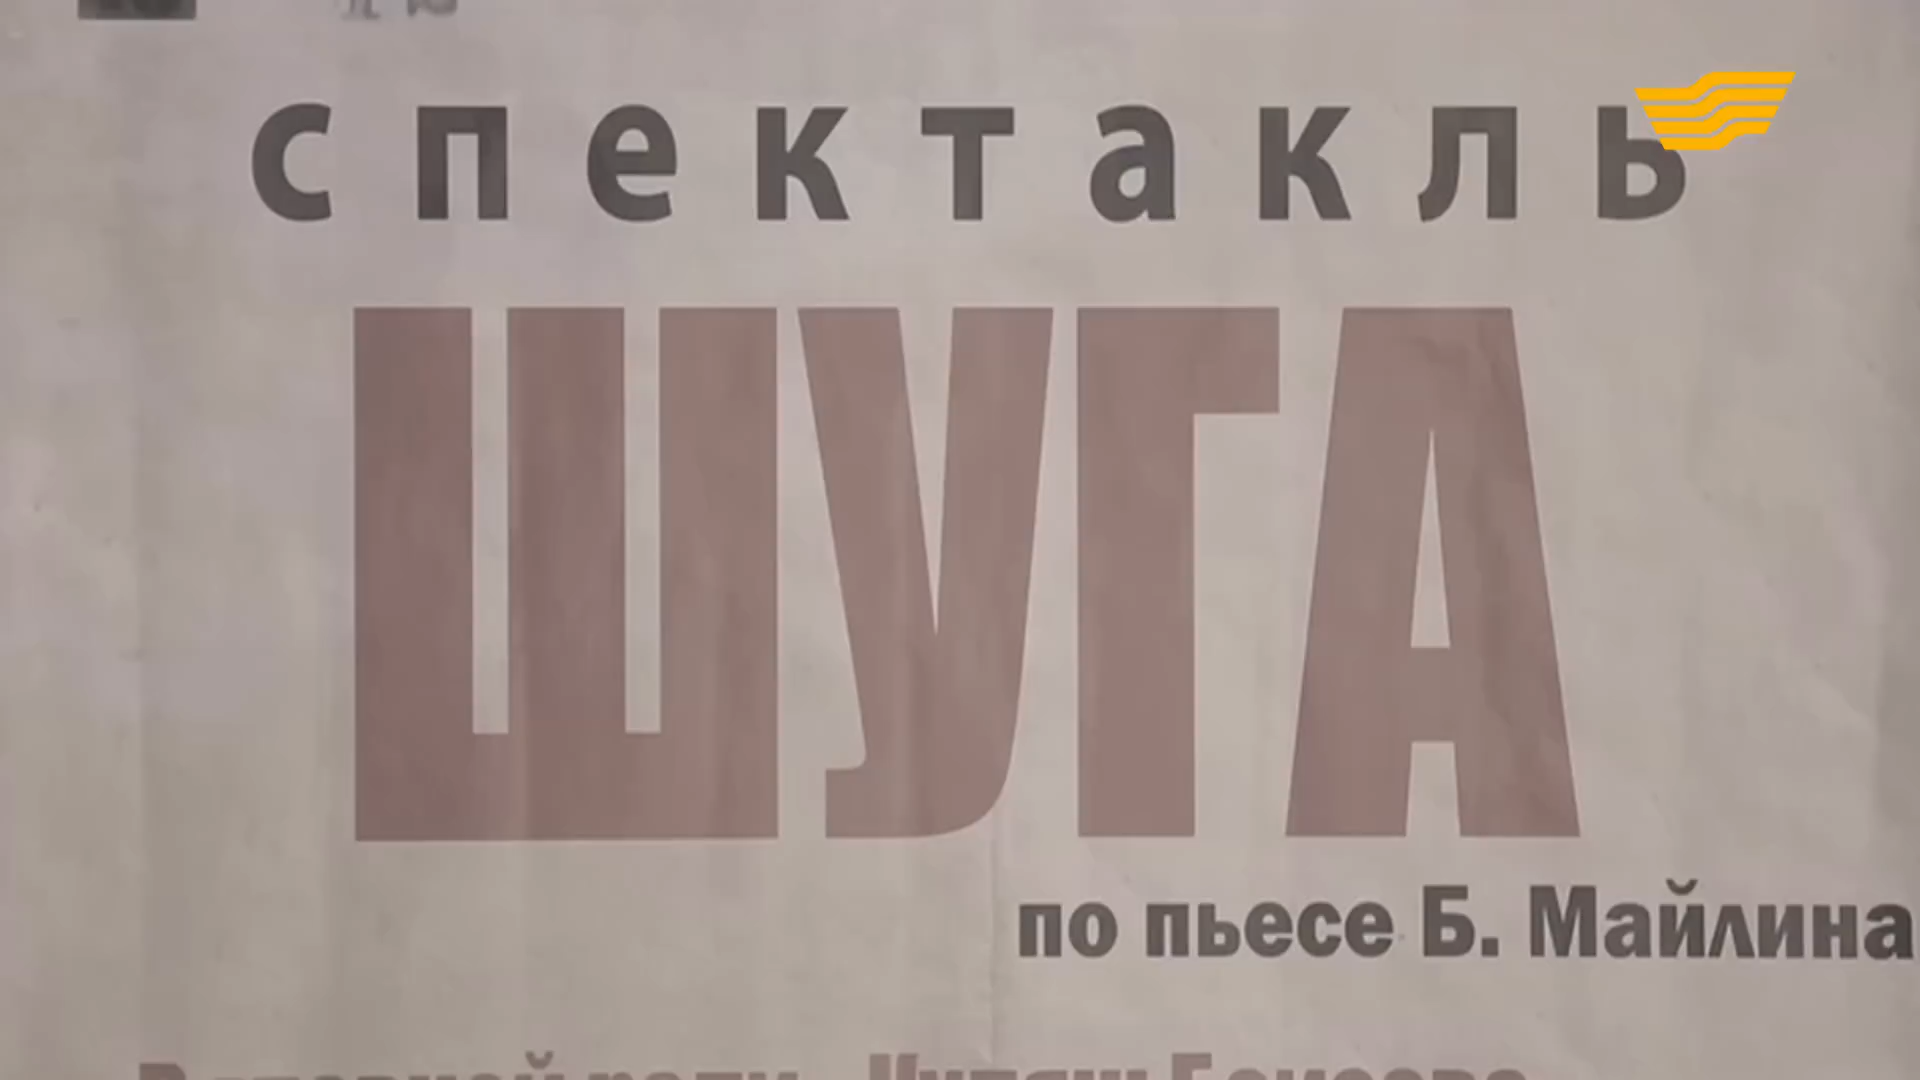 спектакль
ШУГА
по пьесе Б. Майлина